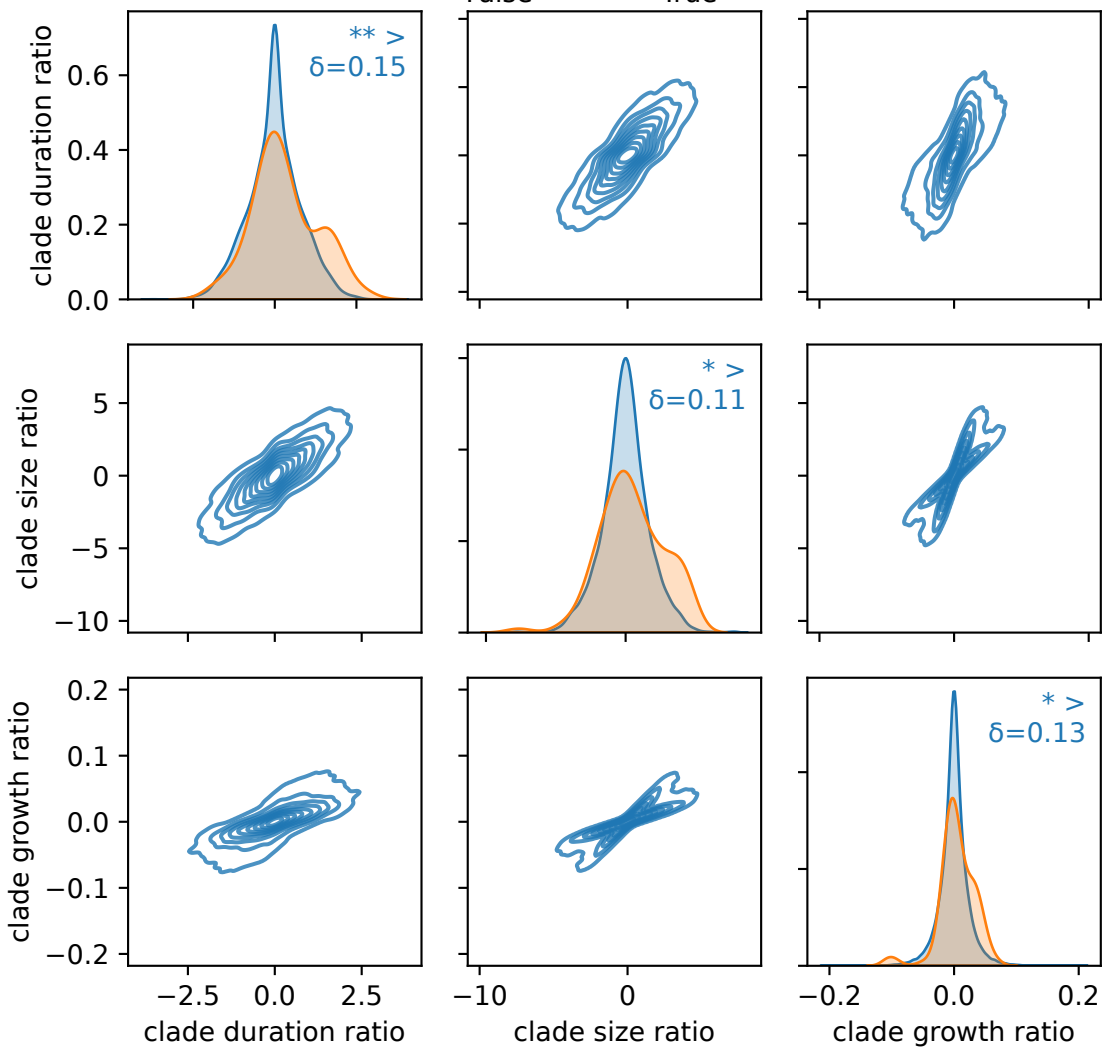 clade duration ratio
0.6
0.4
0.2
0.0
** >
δ=0.15
clade size ratio
5
0
−5
−10
* >
δ=0.11
clade growth ratio
0.2
0.1
0.0
−0.1
−0.2
* >
δ=0.13
−2.5 0.0 2.5
−10 0
−0.2 0.0 0.2
clade duration ratio
clade size ratio
clade growth ratio